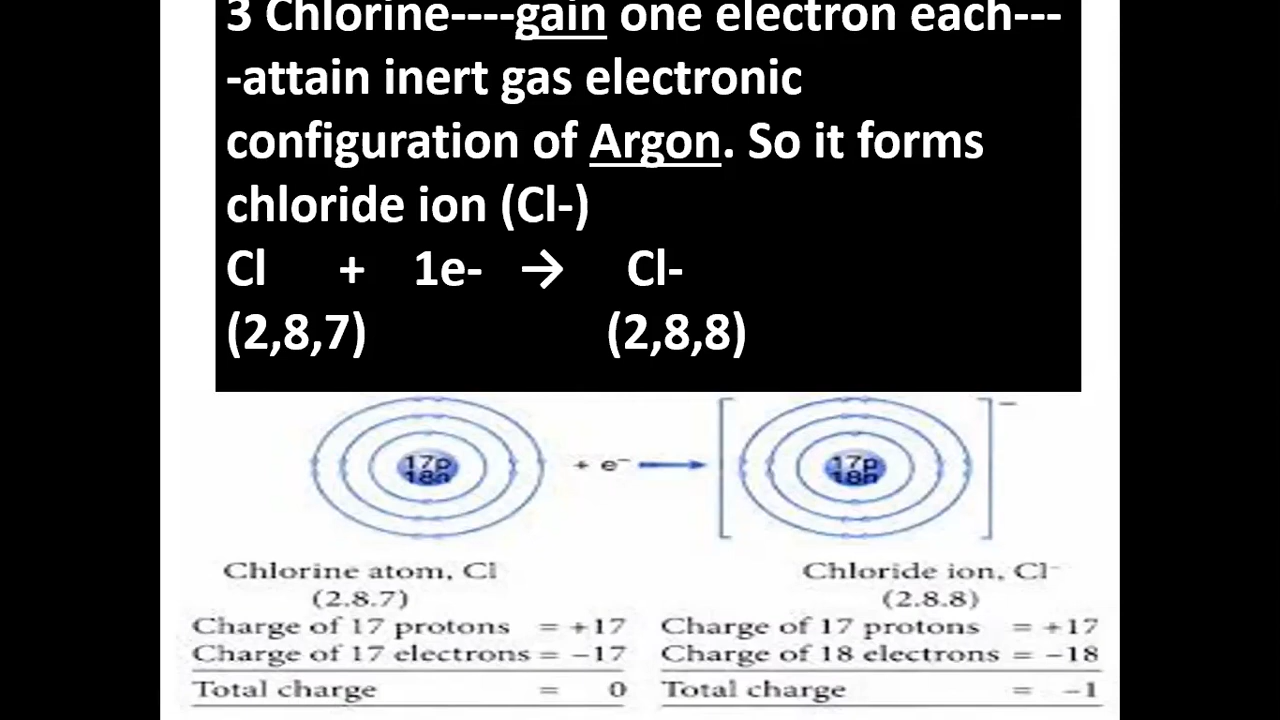 3 Chlorine----gain one electron each---
-attain inert gas electronic
configuration of Argon. So it forms
chloride ion (Cl-)
Cl + 1e- → Cl-
(2,8,7) (2,8,8)
17p 17p
18n + e⁻ 18n −
Chlorine atom, Cl Chloride ion, Cl⁻
(2.8.7) (2.8.8)
Charge of 17 protons = +17 Charge of 17 protons = +17
Charge of 17 electrons = −17 Charge of 18 electrons = −18
Total charge = 0 Total charge = −1